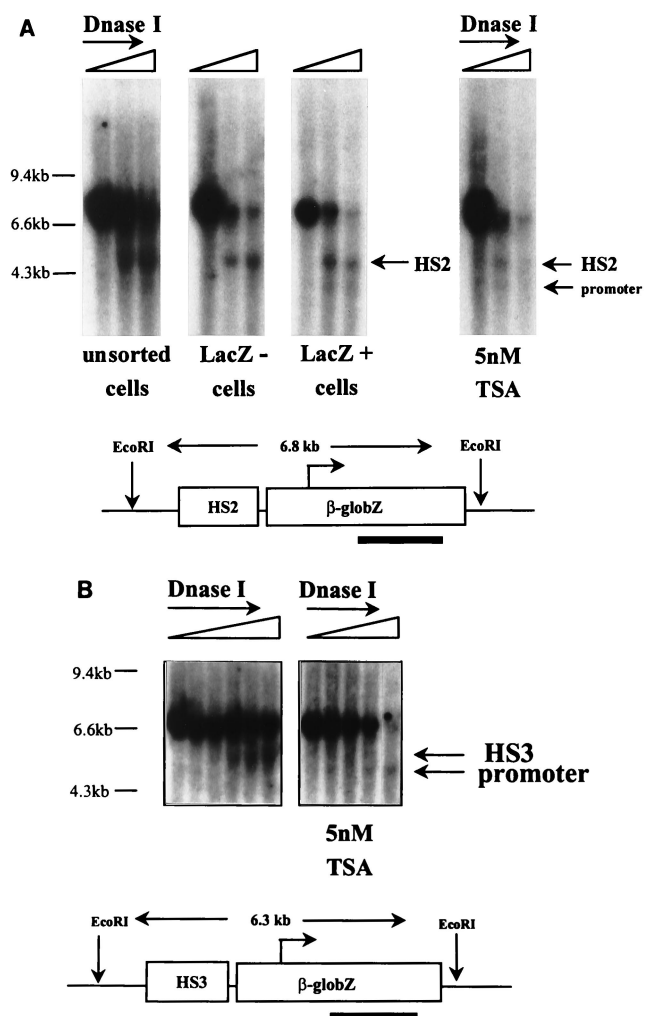 A
Dnase I
Dnase I
9.4kb
6.6kb
4.3kb
HS2
HS2
promoter
unsorted cells
LacZ - cells
LacZ + cells
5nM TSA
EcoRI
6.8 kb
EcoRI
HS2
β-globZ
B
Dnase I
Dnase I
9.4kb
6.6kb
4.3kb
HS3
promoter
5nM
TSA
EcoRI
6.3 kb
EcoRI
HS3
β-globZ